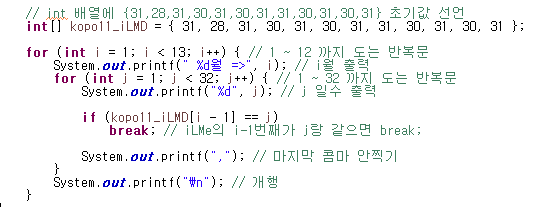 // int 배열에 {31,28,31,30,31,30,31,31,30,31,30,31} 초기값 선언
int[] kopo11_iLMD = { 31, 28, 31, 30, 31, 30, 31, 31, 30, 31, 30, 31 };
for (int i = 1; i < 13; i++) { // 1 ~ 12 까지 도는 반복문
System.out.printf(" %d월 =>", i); // i월 출력
for (int j = 1; j < 32; j++) { // 1 ~ 32 까지 도는 반복문
System.out.printf("%d", j); // j 일수 출력
if (kopo11_iLMD[i - 1] == j)
break; // iLMe의 i-1번째가 j랑 같으면 break;
System.out.printf(","); // 마지막 콤마 안찍기
}
System.out.printf("₩n"); // 개행
}